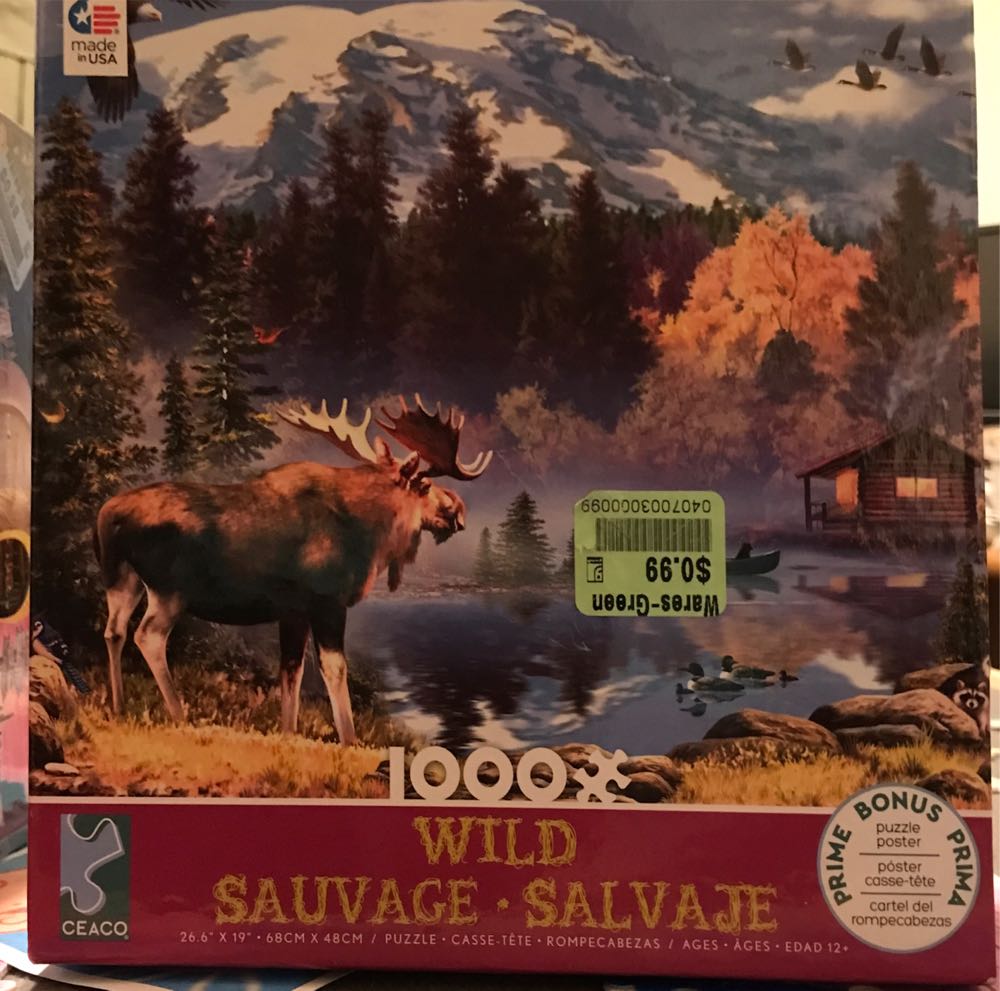 made
in USA
Wares-Green
$0.99
0407003000099
1000
WILD
SAUVAGE • SALVAJE
26.6" X 19" • 68CM X 48CM / PUZZLE • CASSE-TÊTE • ROMPECABEZAS / AGES • ÂGES • EDAD 12+
CEACO®
PRIME BONUS PRIMA
puzzle
poster
póster
casse-tête
cartel del
rompecabezas